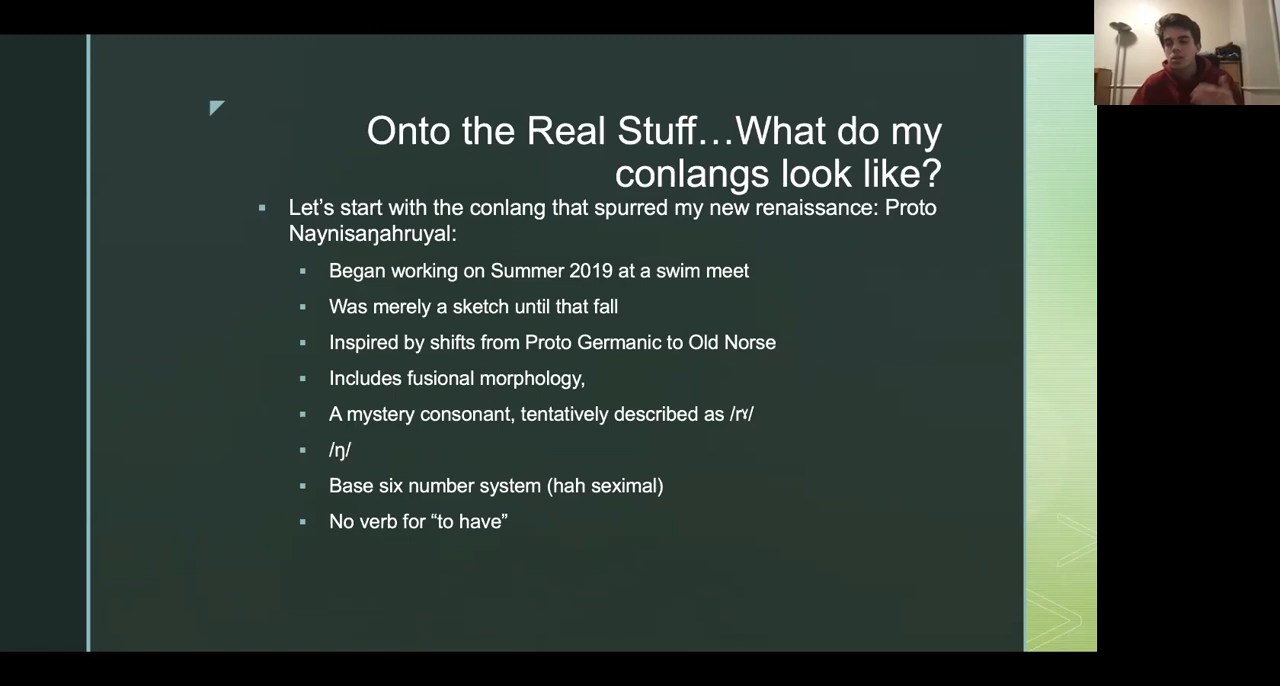 Onto the Real Stuff…What do my
conlangs look like?
▪ Let’s start with the conlang that spurred my new renaissance: Proto
Naynisaŋahruyal:
▪ Began working on Summer 2019 at a swim meet
▪ Was merely a sketch until that fall
▪ Inspired by shifts from Proto Germanic to Old Norse
▪ Includes fusional morphology,
▪ A mystery consonant, tentatively described as /rˠ/
▪ /ŋ/
▪ Base six number system (hah seximal)
▪ No verb for “to have”